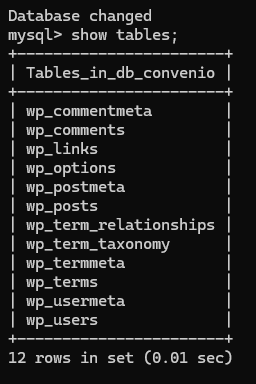 Database changed
mysql> show tables;
+-----------------------+
| Tables_in_db_convenio |
+-----------------------+
| wp_commentmeta        |
| wp_comments           |
| wp_links              |
| wp_options            |
| wp_postmeta           |
| wp_posts              |
| wp_term_relationships |
| wp_term_taxonomy      |
| wp_termmeta           |
| wp_terms              |
| wp_usermeta           |
| wp_users              |
+-----------------------+
12 rows in set (0.01 sec)